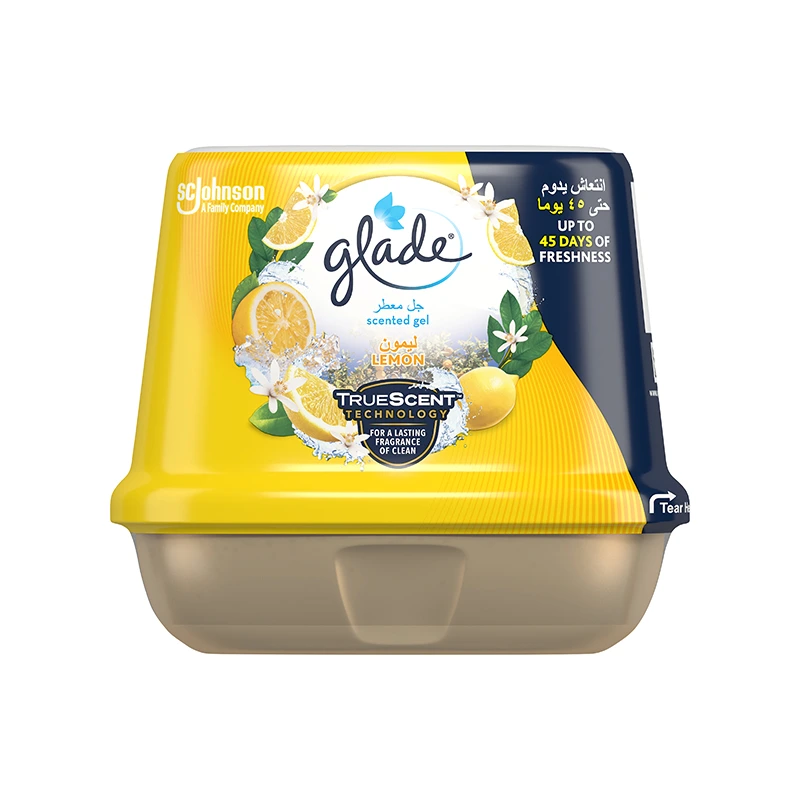 SCJohnson
A Family Company
glade
جل معطر
scented gel
ليمون
LEMON
TRUESCENT™
TECHNOLOGY
FOR A LASTING
FRAGRANCE
OF CLEAN
انتعاش يدوم
حتى ٤٥ يوما
UP TO
45 DAYS OF
FRESHNESS
Tear